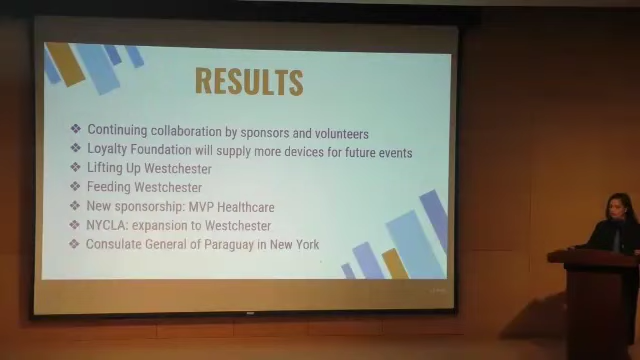 RESULTS
❖ Continuing collaboration by sponsors and volunteers
❖ Loyalty Foundation will supply more devices for future events
❖ Lifting Up Westchester
❖ Feeding Westchester
❖ New sponsorship: MVP Healthcare
❖ NYCLA: expansion to Westchester
❖ Consulate General of Paraguay in New York